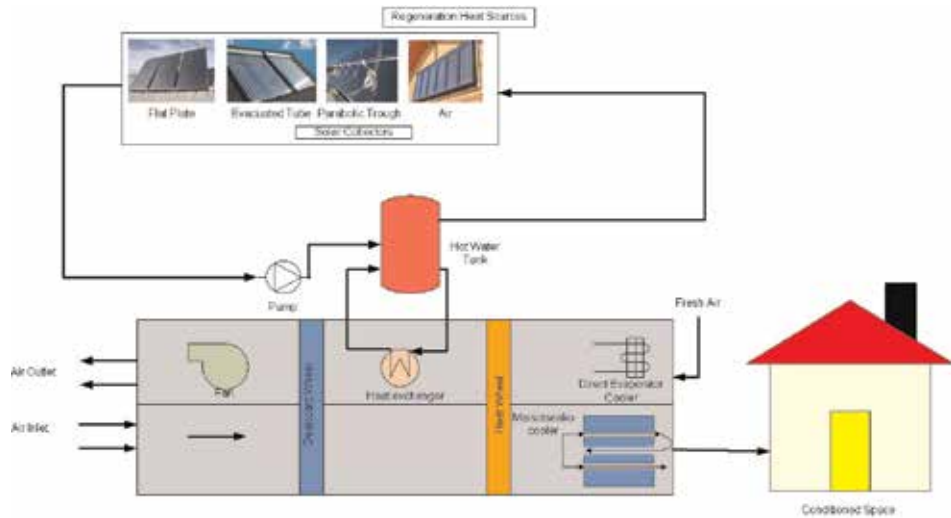 Regeneration Heat Sources
Flat Plate
Evacuated Tube
Parabolic Trough
Air
Solar Collectors
Hot Water
Tank
Pump
Fresh Air
Air Outlet
Fan
Desiccant Wheel
Heat exchanger
Heat Wheel
Direct Evaporator
Cooler
Air Inlet
Maisotsenko
cooler
Conditioned Space